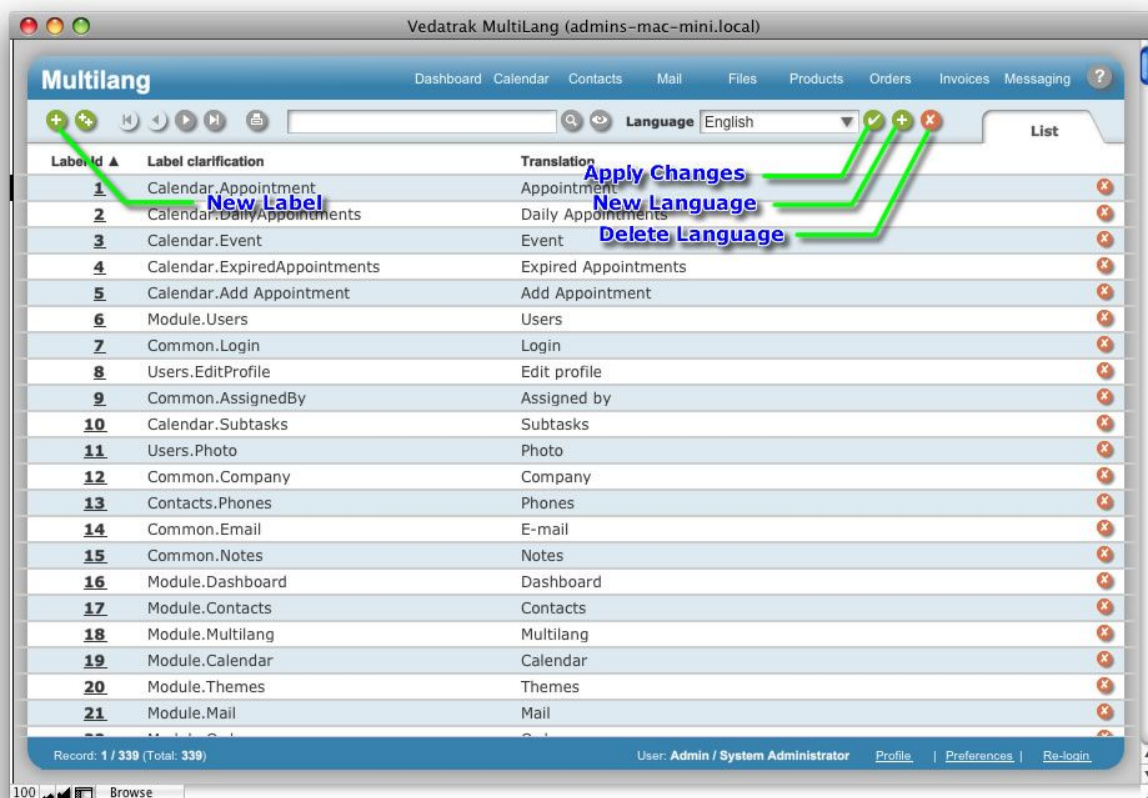 Vedatrak MultiLang (admins-mac-mini.local)
Multilang Dashboard Calendar Contacts Mail Files Products Orders Invoices Messaging ?
Language English List
LabelId ▲ Label clarification Translation
Apply Changes
1 Calendar.Appointment Appointment
New Label New Language
2 Calendar.DailyAppointments Daily Appointments
Delete Language
3 Calendar.Event Event
4 Calendar.ExpiredAppointments Expired Appointments
5 Calendar.Add Appointment Add Appointment
6 Module.Users Users
7 Common.Login Login
8 Users.EditProfile Edit profile
9 Common.AssignedBy Assigned by
10 Calendar.Subtasks Subtasks
11 Users.Photo Photo
12 Common.Company Company
13 Contacts.Phones Phones
14 Common.Email E-mail
15 Common.Notes Notes
16 Module.Dashboard Dashboard
17 Module.Contacts Contacts
18 Module.Multilang Multilang
19 Module.Calendar Calendar
20 Module.Themes Themes
21 Module.Mail Mail
Record: 1 / 339 (Total: 339) User: Admin / System Administrator Profile | Preferences | Re-login
100 Browse